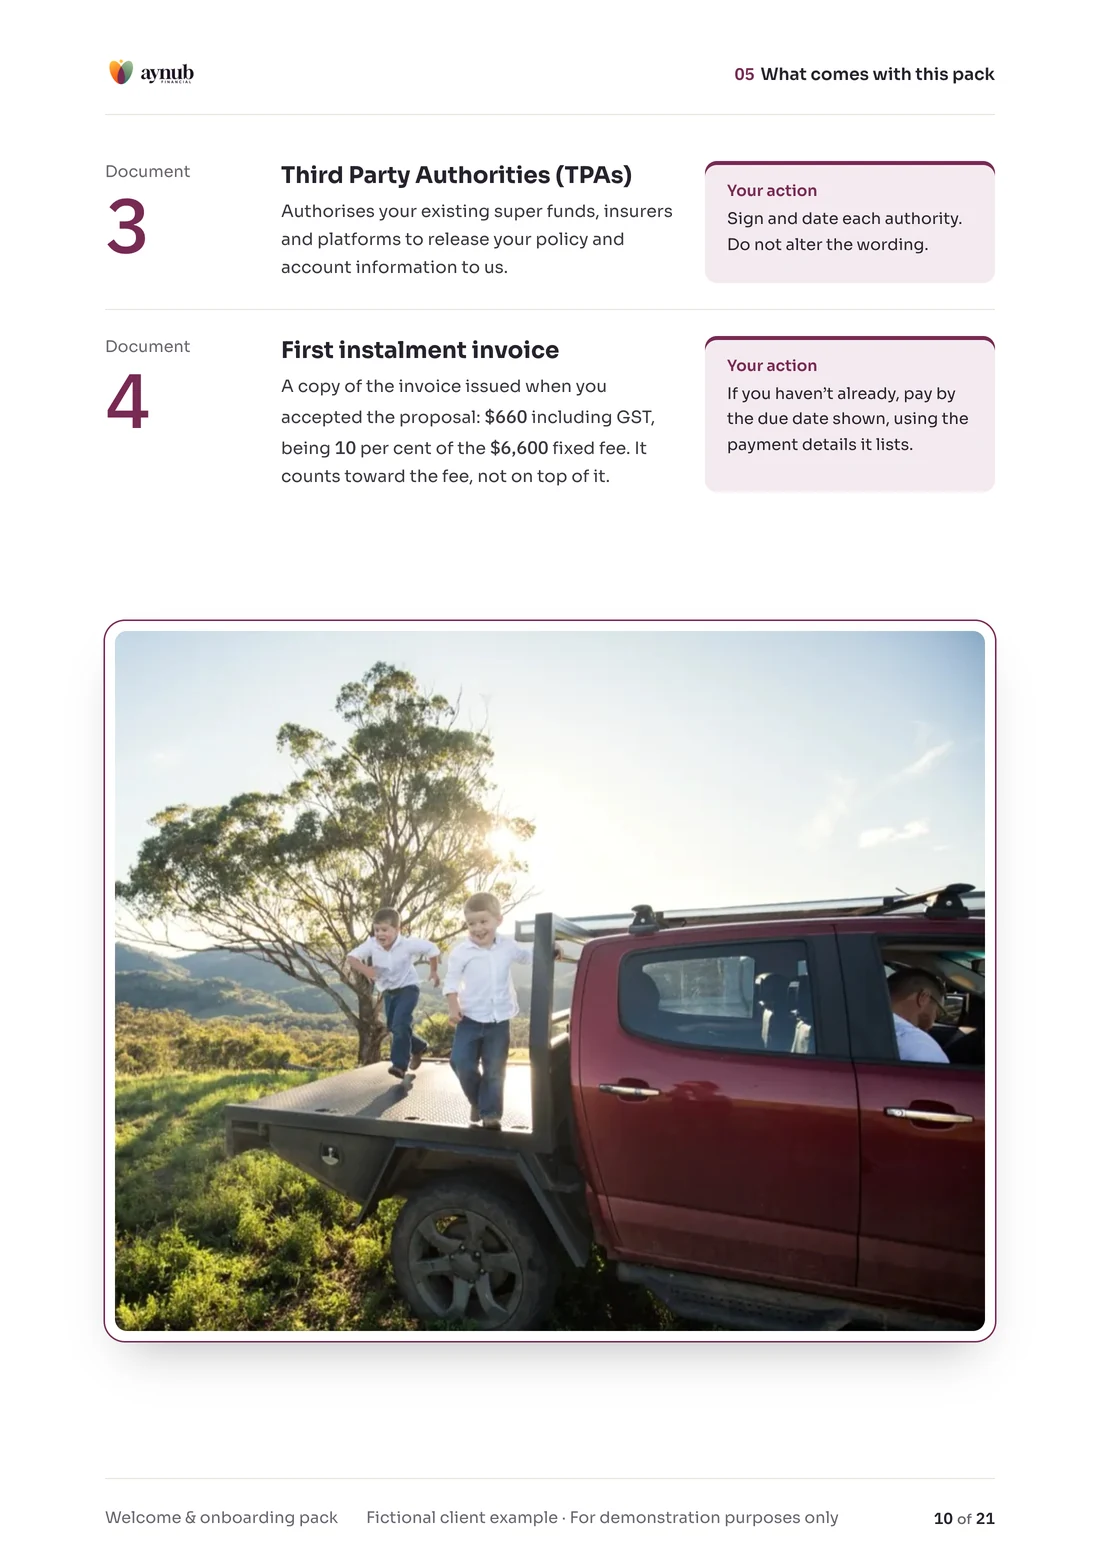 aynub
FINANCIAL
05 What comes with this pack
Document
3
Third Party Authorities (TPAs)
Authorises your existing super funds, insurers
and platforms to release your policy and
account information to us.
Your action
Sign and date each authority.
Do not alter the wording.
Document
4
First instalment invoice
A copy of the invoice issued when you
accepted the proposal: $660 including GST,
being 10 per cent of the $6,600 fixed fee. It
counts toward the fee, not on top of it.
Your action
If you haven’t already, pay by
the due date shown, using the
payment details it lists.
Welcome & onboarding pack
Fictional client example · For demonstration purposes only
10 of 21